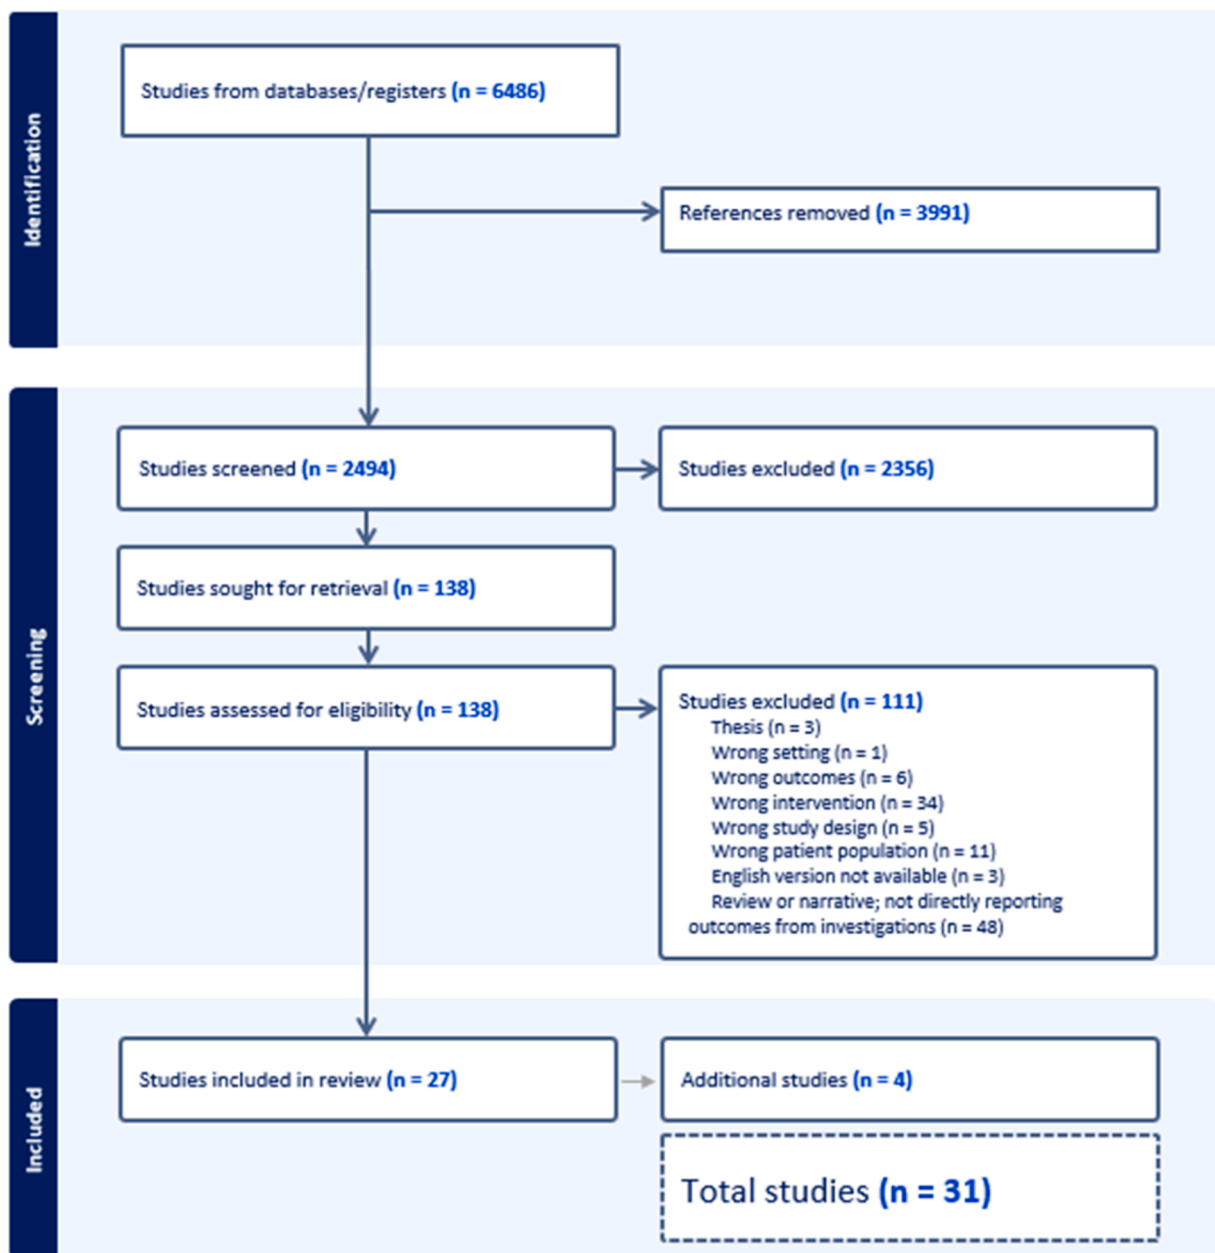 Identification
Studies from databases/registers (n = 6486)
References removed (n = 3991)
Screening
Studies screened (n = 2494)
Studies excluded (n = 2356)
Studies sought for retrieval (n = 138)
Studies assessed for eligibility (n = 138)
Studies excluded (n = 111)
Thesis (n = 3)
Wrong setting (n = 1)
Wrong outcomes (n = 6)
Wrong intervention (n = 34)
Wrong study design (n = 5)
Wrong patient population (n = 11)
English version not available (n = 3)
Review or narrative; not directly reporting
outcomes from investigations (n = 48)
Included
Studies included in review (n = 27)
Additional studies (n = 4)
Total studies (n = 31)